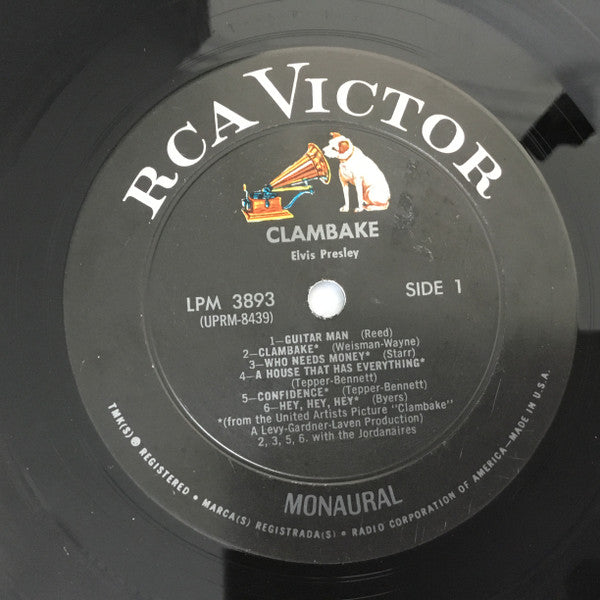 RCA VICTOR
CLAMBAKE
Elvis Presley
LPM 3893
(UPRM-8439)
SIDE 1
1—GUITAR MAN (Reed)
2—CLAMBAKE* (Weisman-Wayne)
3—WHO NEEDS MONEY* (Starr)
4—A HOUSE THAT HAS EVERYTHING*
(Tepper-Bennett)
5—CONFIDENCE* (Tepper-Bennett)
6—HEY, HEY, HEY* (Byers)
*(from the United Artists Picture "Clambake"
A Levy-Gardner-Laven Production)
2, 3, 5, 6. with the Jordanaires
MONAURAL
TMK(S) ® REGISTERED • MARCA(S) REGISTRADA(S) • RADIO CORPORATION OF AMERICA—MADE IN U.S.A.